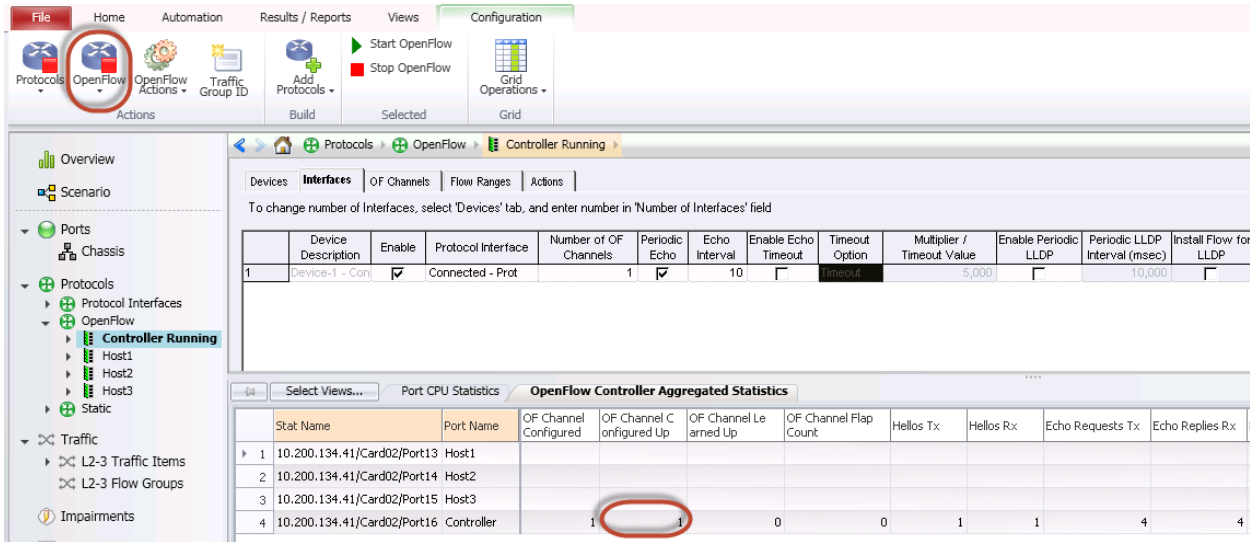 File Home Automation Results / Reports Views Configuration
Start OpenFlow
Stop OpenFlow
Protocols OpenFlow OpenFlow Actions Traffic Group ID Add Protocols Grid Operations
Actions Build Selected Grid
Overview
Scenario
Ports
Chassis
Protocols
Protocol Interfaces
OpenFlow
Controller Running
Host1
Host2
Host3
Static
Traffic
L2-3 Traffic Items
L2-3 Flow Groups
Impairments
Protocols OpenFlow Controller Running
Devices Interfaces OF Channels Flow Ranges Actions
To change number of Interfaces, select 'Devices' tab, and enter number in 'Number of Interfaces' field
Device Description Enable Protocol Interface Number of OF Channels Periodic Echo Echo Interval Enable Echo Timeout Timeout Option Multiplier / Timeout Value Enable Periodic LLDP Periodic LLDP Interval (msec) Install Flow for LLDP
1 Device-1 - Con Connected - Prot 1 10 Timeout 5,000 10,000
Select Views... Port CPU Statistics OpenFlow Controller Aggregated Statistics
Stat Name Port Name OF Channel Configured OF Channel C onfigured Up OF Channel Le arned Up OF Channel Flap Count Hellos Tx Hellos Rx Echo Requests Tx Echo Replies Rx
1 10.200.134.41/Card02/Port13 Host1
2 10.200.134.41/Card02/Port14 Host2
3 10.200.134.41/Card02/Port15 Host3
4 10.200.134.41/Card02/Port16 Controller 1 1 0 0 1 1 4 4